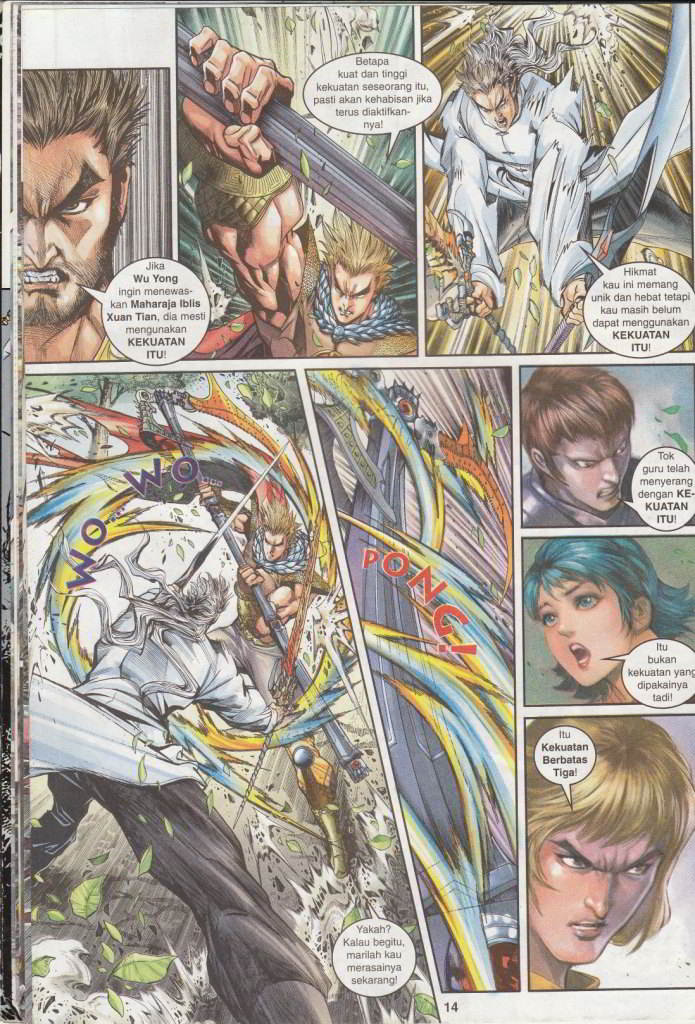 Jika
Wu Yong
ingin menewas-
kan Maharaja Iblis
Xuan Tian, dia mesti
mengunakan
KEKUATAN
ITU!
Betapa
kuat dan tinggi
kekuatan seseorang itu,
pasti akan kehabisan jika
terus diaktifkan-
nya!
Hikmat
kau ini memang
unik dan hebat tetapi
kau masih belum
dapat menggunakan
KEKUATAN
ITU!
WO... WO...
PONG!
Yakah?
Kalau begitu,
marilah kau
merasainya
sekarang!
Tok
guru telah
menyerang
dengan KE-
KUATAN
ITU!
Itu
bukan
kekuatan yang
dipakainya
tadi!
Itu
Kekuatan
Berbatas
Tiga!
14